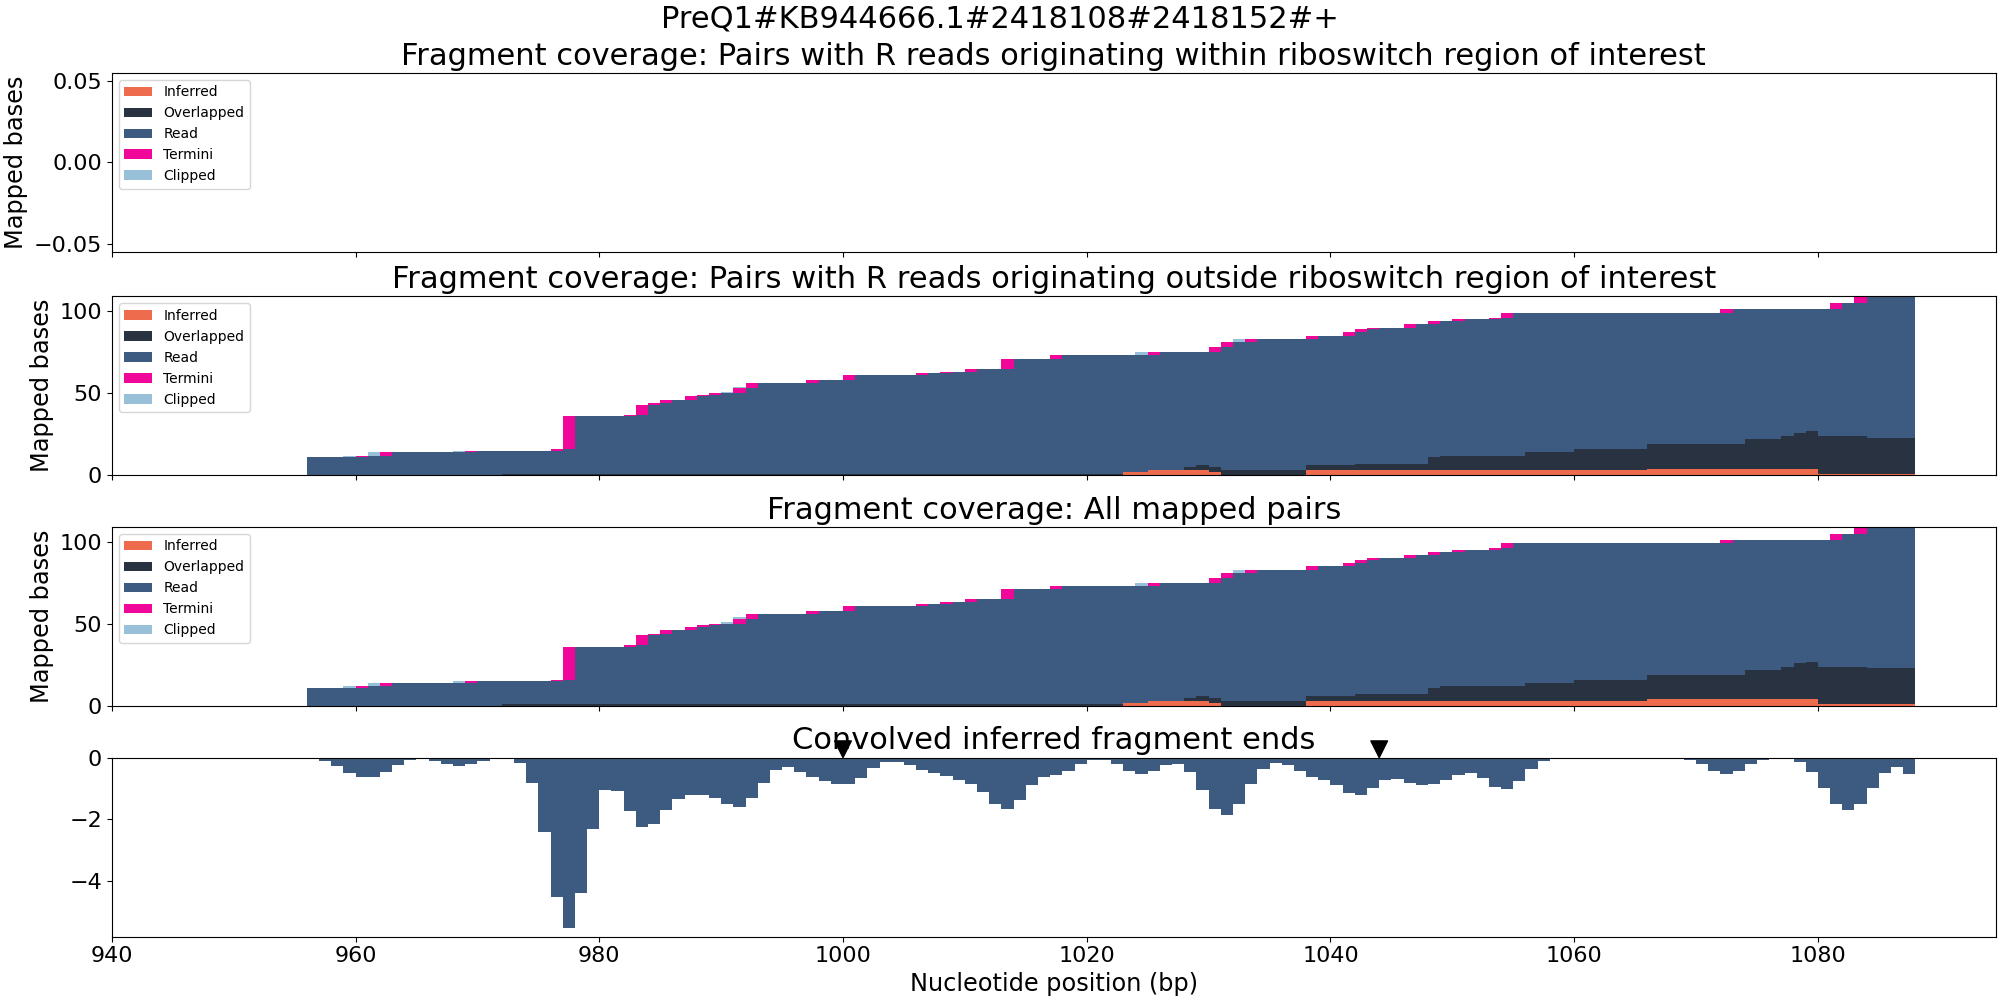 PreQ1#KB944666.1#2418108#2418152#+
Fragment coverage: Pairs with R reads originating within riboswitch region of interest
Mapped bases
0.05
0.00
−0.05
Inferred
Overlapped
Read
Termini
Clipped
Fragment coverage: Pairs with R reads originating outside riboswitch region of interest
Mapped bases
100
50
0
Inferred
Overlapped
Read
Termini
Clipped
Fragment coverage: All mapped pairs
Mapped bases
100
50
0
Inferred
Overlapped
Read
Termini
Clipped
Convolved inferred fragment ends
0
−2
−4
940 960 980 1000 1020 1040 1060 1080
Nucleotide position (bp)